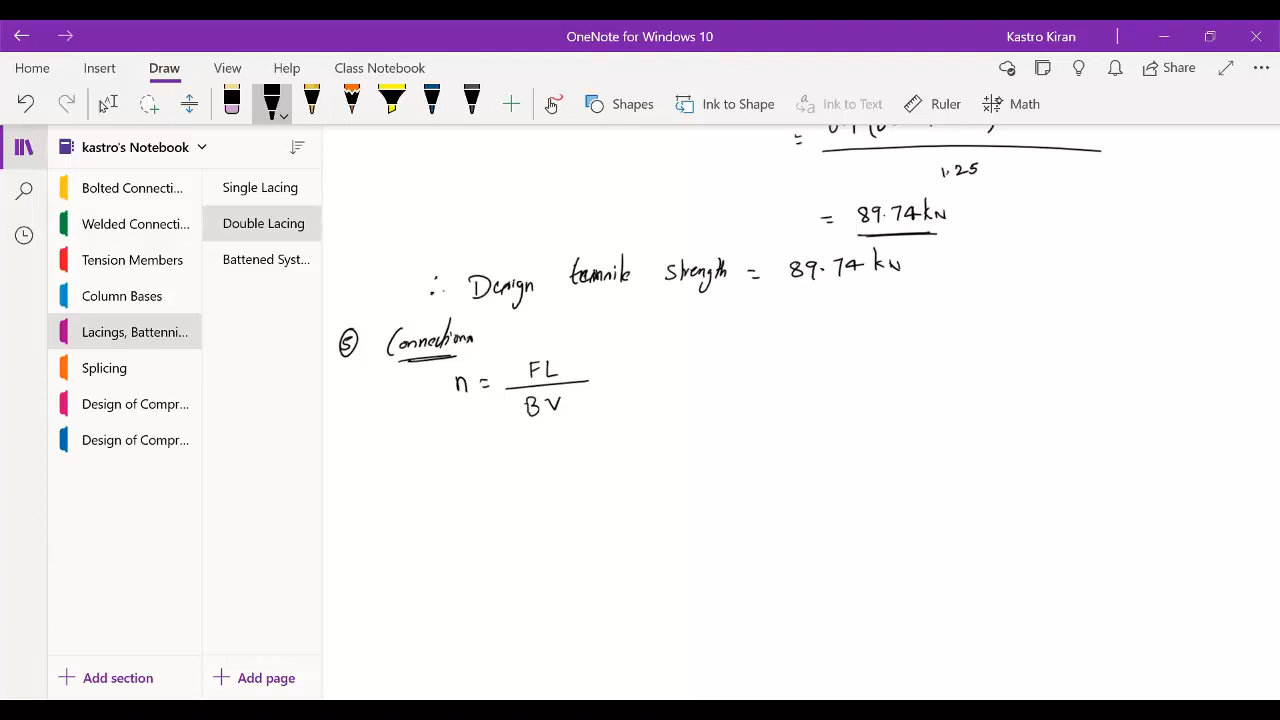 OneNote for Windows 10
Kastro Kiran
Home Insert Draw View Help Class Notebook
Share
Shapes Ink to Shape Ink to Text Ruler Math
kastro's Notebook
Bolted Connecti...
Welded Connecti...
Tension Members
Column Bases
Lacings, Battenni...
Splicing
Design of Compr...
Design of Compr...
Add section
Single Lacing
Double Lacing
Battened Syst...
Add page
=
1.25
= 89.74 kN
∴ Design tensile strength = 89.74 kN
⑤ Connections
n = FL
BV